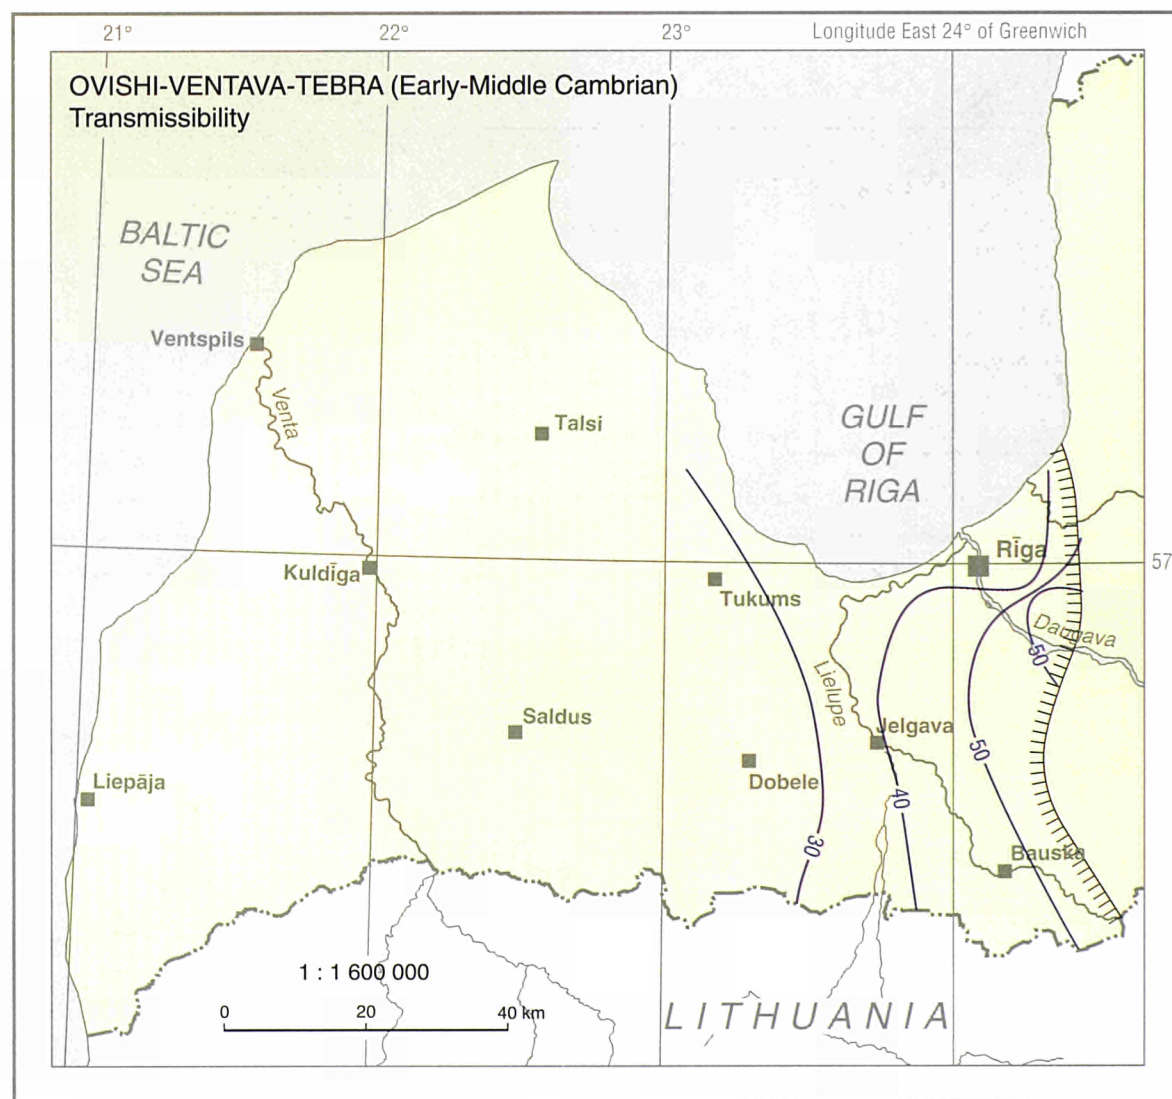 21°
22°
23°
Longitude East 24° of Greenwich
OVISHI-VENTAVA-TEBRA (Early-Middle Cambrian)
Transmissibility
BALTIC
SEA
Ventspils
Venta
Talsi
GULF
OF
RIGA
Rīga
57
Kuldīga
Tukums
Daugava
50
Lielupe
Saldus
Jelgava
50
Liepāja
Dobele
40
30
Bauska
1 : 1 600 000
0 20 40 km
LITHUANIA